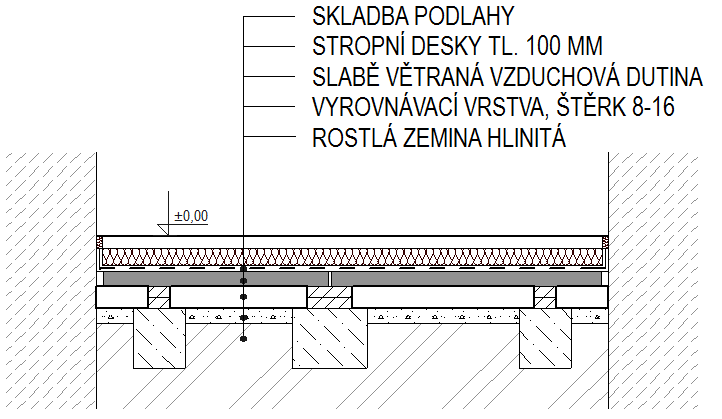 SKLADBA PODLAHY
STROPNÍ DESKY TL. 100 MM
SLABĚ VĚTRANÁ VZDUCHOVÁ DUTINA
VYROVNÁVACÍ VRSTVA, ŠTĚRK 8-16
ROSTLÁ ZEMINA HLINITÁ
±0,00